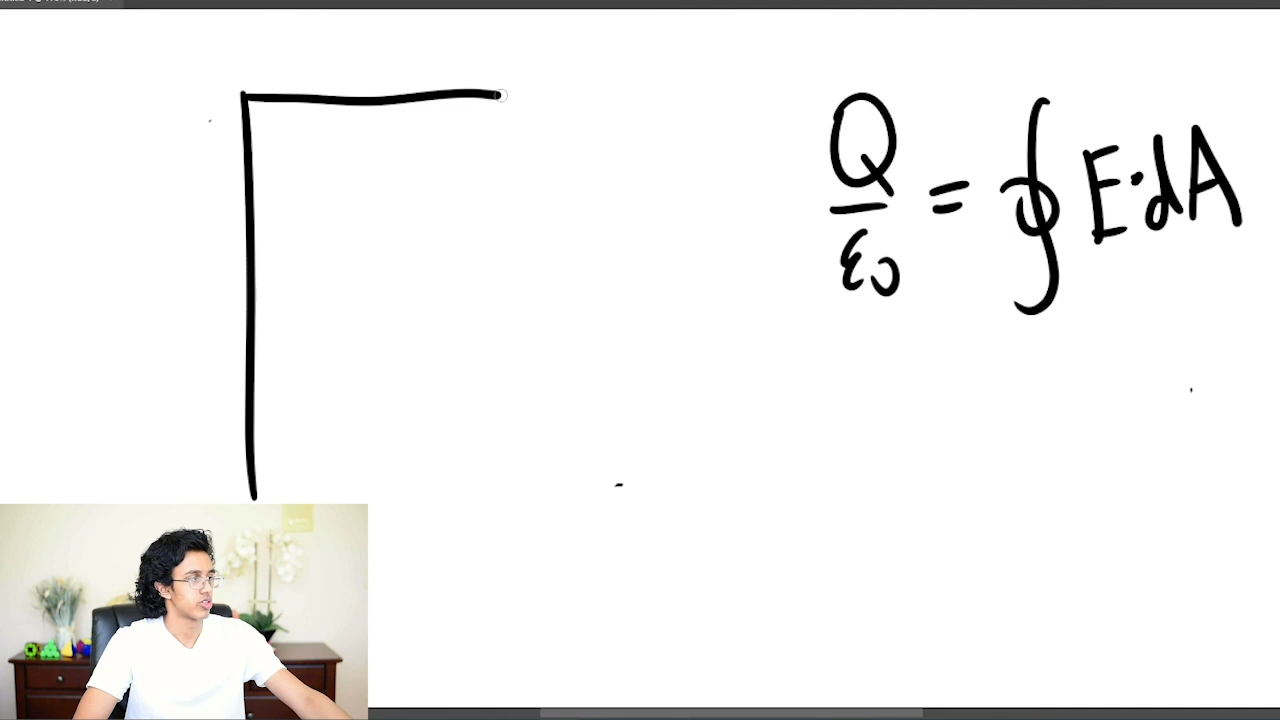 Q/ε₀ = ∮ E·dA